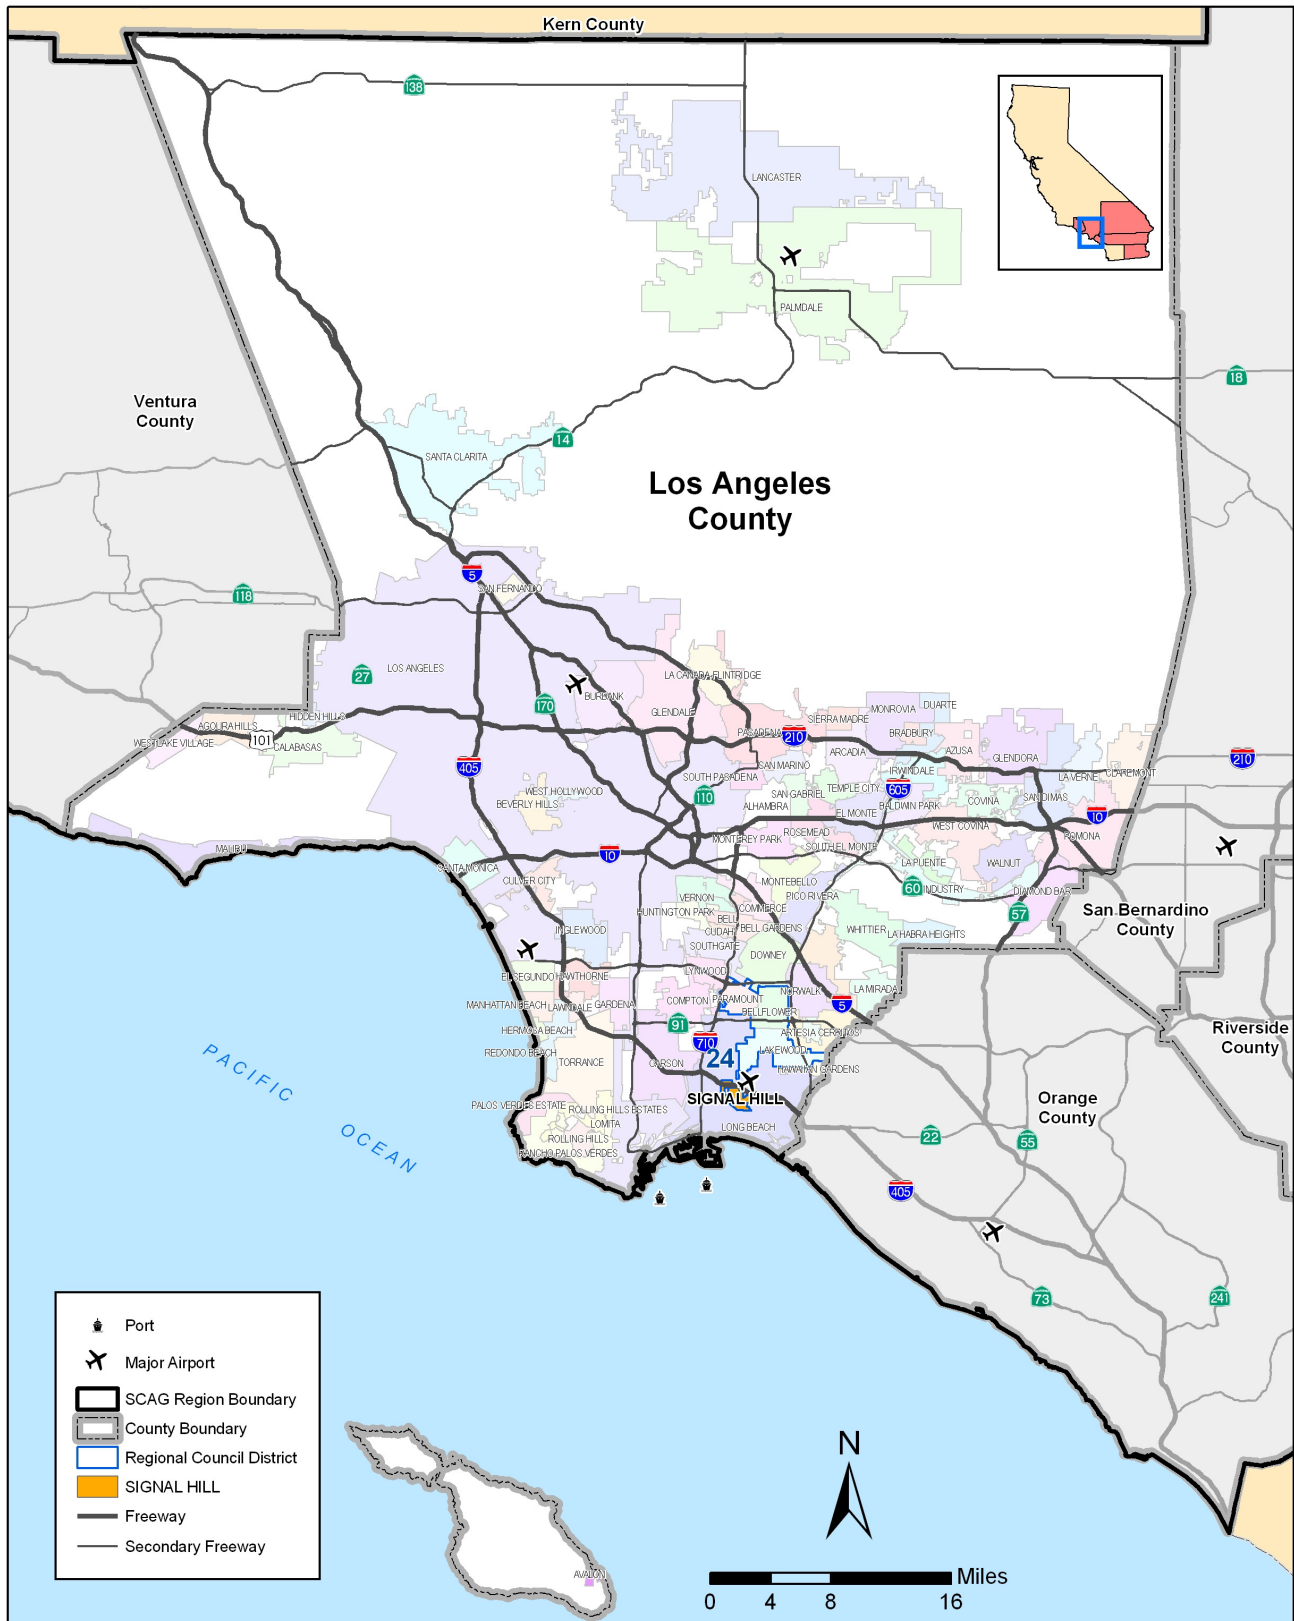 Kern County
138
LANCASTER
PALMDALE
18
Ventura
County
14
SANTA CLARITA
Los Angeles
County
5
SAN FERNANDO
118
27
LOS ANGELES
LA CANADA FLINTRIDGE
BURBANK
170
GLENDALE
HIDDEN HILLS
AGOURA HILLS
101
WESTLAKE VILLAGE
CALABASAS
MONROVIA
DUARTE
SIERRA MADRE
BRADBURY
PASADENA
210
ARCADIA
AZUSA
GLENDORA
210
405
SAN MARINO
IRWINDALE
LA VERNE
CLAREMONT
SOUTH PASADENA
WEST HOLLYWOOD
BEVERLY HILLS
110
SAN GABRIEL
TEMPLE CITY
605
ALHAMBRA
BALDWIN PARK
COVINA
SAN DIMAS
EL MONTE
10
WEST COVINA
MONTEREY PARK
ROSEMEAD
POMONA
SOUTH EL MONTE
MALIBU
10
SANTA MONICA
LA PUENTE
WALNUT
CULVER CITY
MONTEBELLO
60
INDUSTRY
DIAMOND BAR
VERNON
PICO RIVERA
HUNTINGTON PARK
COMMERCE
57
BELL
San Bernardino
County
INGLEWOOD
CUDAHY
BELL GARDENS
WHITTIER
LA HABRA HEIGHTS
SOUTHGATE
DOWNEY
EL SEGUNDO
HAWTHORNE
LYNWOOD
NORWALK
LA MIRADA
MANHATTAN BEACH
LAWNDALE
GARDENA
COMPTON
PARAMOUNT
5
BELLFLOWER
HERMOSA BEACH
91
ARTESIA
CERRITOS
Riverside
County
710
REDONDO BEACH
TORRANCE
CARSON
24
LAKEWOOD
HAWAIIAN GARDENS
PACIFIC
OCEAN
SIGNAL HILL
Orange
County
PALOS VERDES ESTATE
ROLLING HILLS ESTATES
LOMITA
LONG BEACH
ROLLING HILLS
RANCHO PALOS VERDES
22
55
405
73
241
Port
Major Airport
SCAG Region Boundary
County Boundary
Regional Council District
SIGNAL HILL
Freeway
Secondary Freeway
AVALON
N
Miles
0 4 8 16